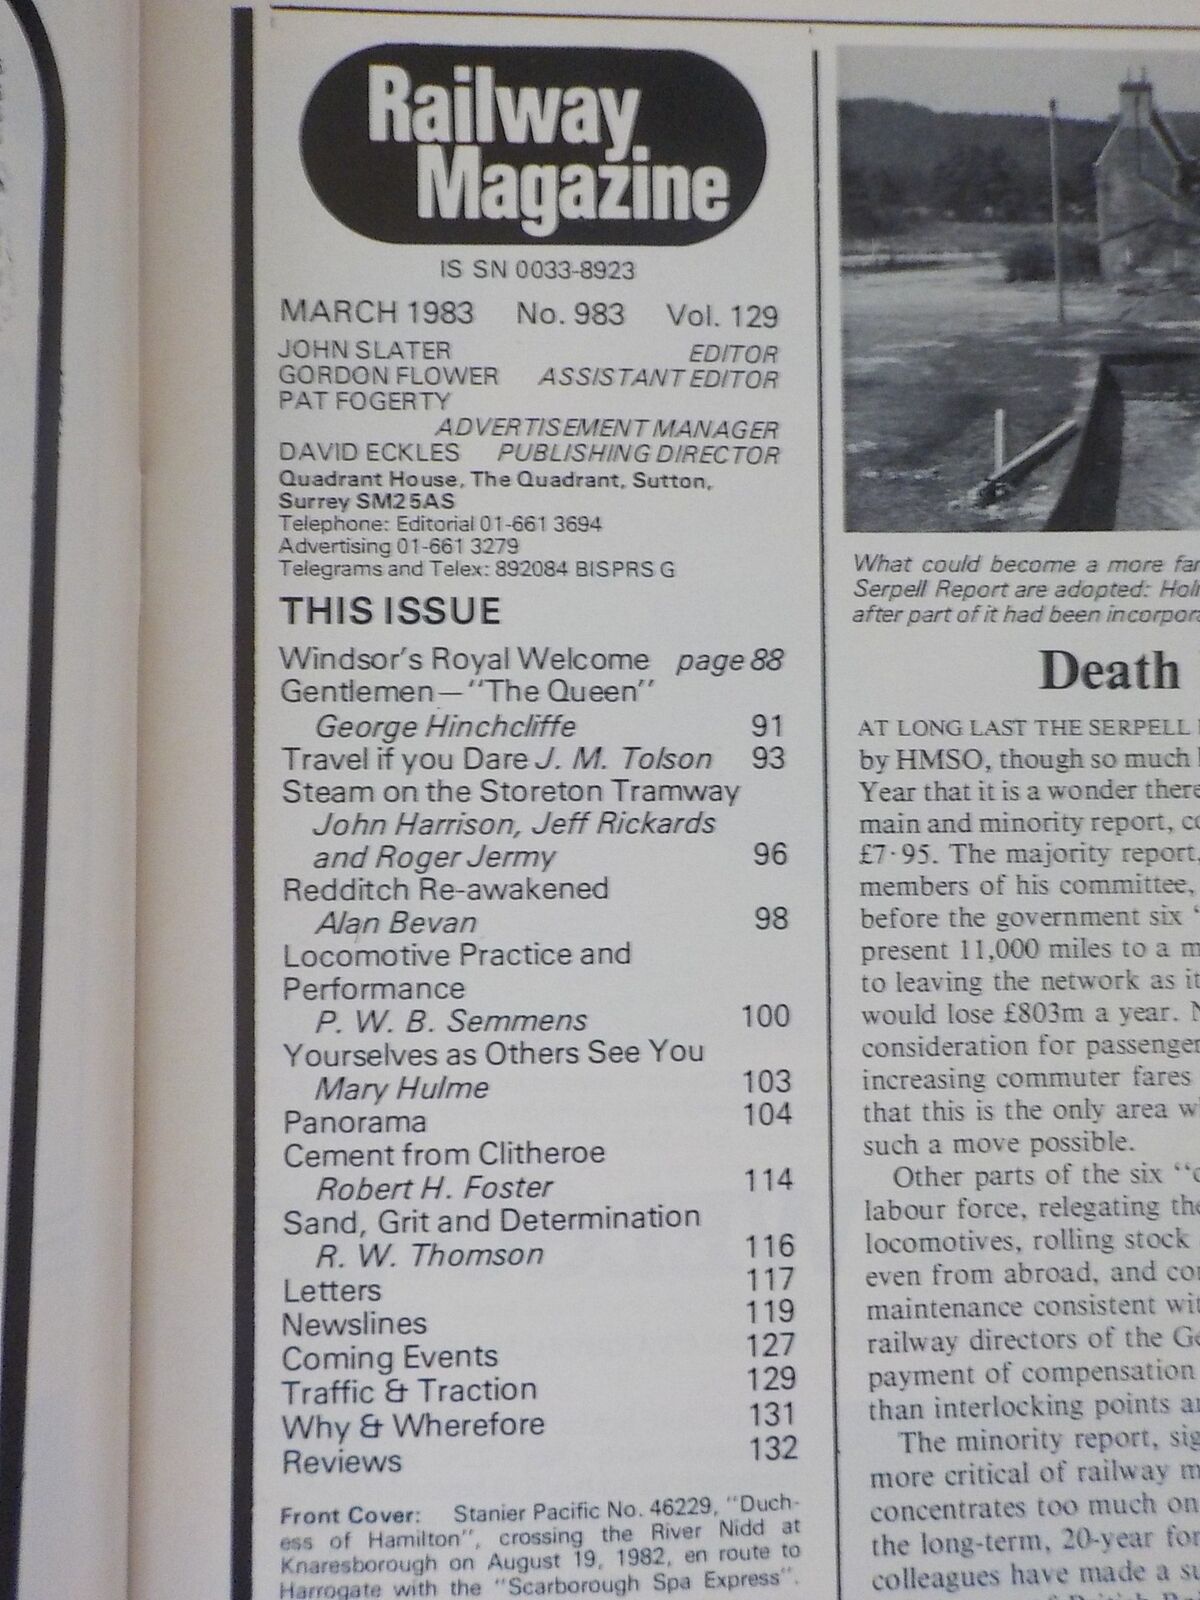 Railway
Magazine
IS SN 0033-8923
MARCH 1983 No. 983 Vol. 129
JOHN SLATER EDITOR
GORDON FLOWER ASSISTANT EDITOR
PAT FOGERTY
ADVERTISEMENT MANAGER
DAVID ECKLES PUBLISHING DIRECTOR
Quadrant House, The Quadrant, Sutton,
Surrey SM2 5AS
Telephone: Editorial 01-661 3694
Advertising 01-661 3279
Telegrams and Telex: 892084 BISPRS G
THIS ISSUE
Windsor's Royal Welcome page 88
Gentlemen—"The Queen"
George Hinchcliffe 91
Travel if you Dare J. M. Tolson 93
Steam on the Storeton Tramway
John Harrison, Jeff Rickards
and Roger Jermy 96
Redditch Re-awakened
Alan Bevan 98
Locomotive Practice and
Performance
P. W. B. Semmens 100
Yourselves as Others See You
Mary Hulme 103
Panorama 104
Cement from Clitheroe
Robert H. Foster 114
Sand, Grit and Determination
R. W. Thomson 116
Letters 117
Newslines 119
Coming Events 127
Traffic & Traction 129
Why & Wherefore 131
Reviews 132
Front Cover: Stanier Pacific No. 46229, "Duch-
ess of Hamilton", crossing the River Nidd at
Knaresborough on August 19, 1982, en route to
Harrogate with the "Scarborough Spa Express".
What could become a more
Serpell Report are adopted:
after part of it had been
Death
AT LONG LAST THE SERPELL
by HMSO, though so much
Year that it is a wonder there
main and minority report,
£7·95. The majority report,
members of his committee,
before the government six
present 11,000 miles to a
to leaving the network as it
would lose £803m a year.
consideration for passenger
increasing commuter fares
that this is the only area
such a move possible.
Other parts of the six
labour force, relegating the
locomotives, rolling stock
even from abroad, and
maintenance consistent
railway directors of the
payment of compensation
than interlocking points
The minority report,
more critical of railway
concentrates too much on
the long-term, 20-year
colleagues have made a